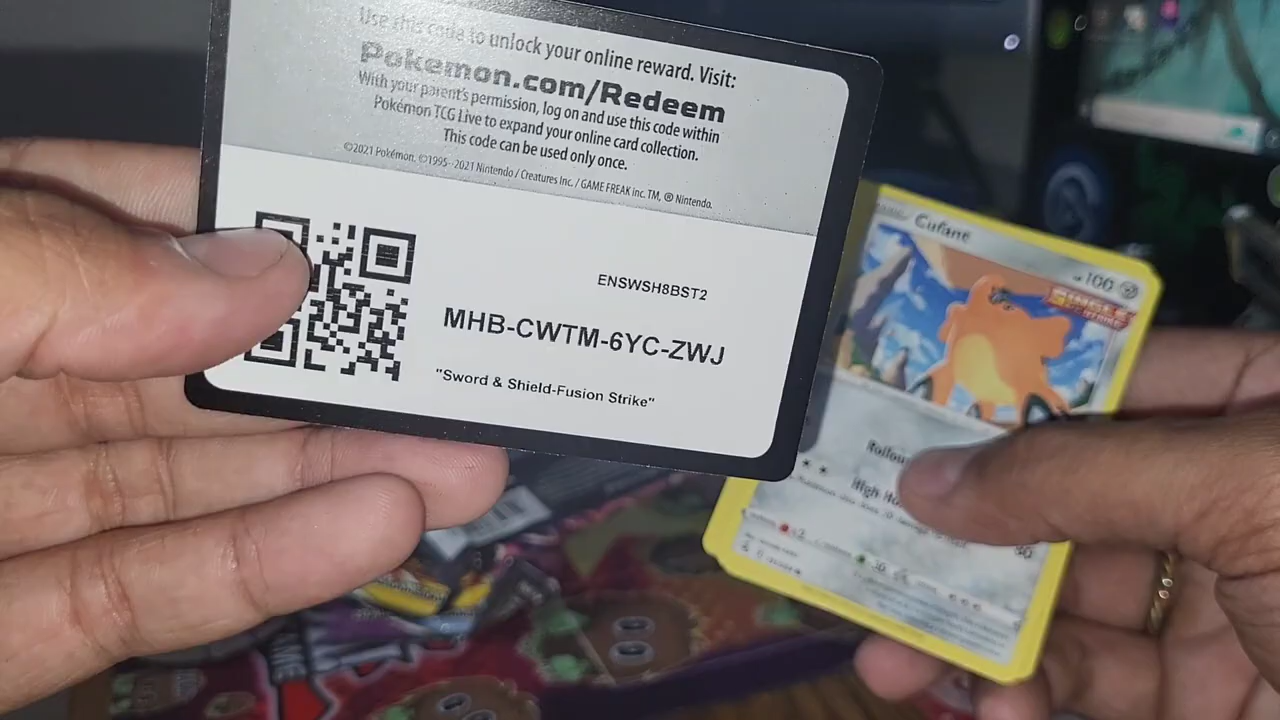 Use this code to unlock your online reward. Visit:
Pokemon.com/Redeem
With your parent's permission, log on and use this code within
Pokémon TCG Live to expand your online card collection.
This code can be used only once.
©2021 Pokémon. ©1995–2021 Nintendo / Creatures Inc. / GAME FREAK inc. TM, ® Nintendo.
ENSWSH8BST2
MHB-CWTM-6YC-ZWJ
"Sword & Shield-Fusion Strike"
Cufant
100
SINGLE
STRIKE